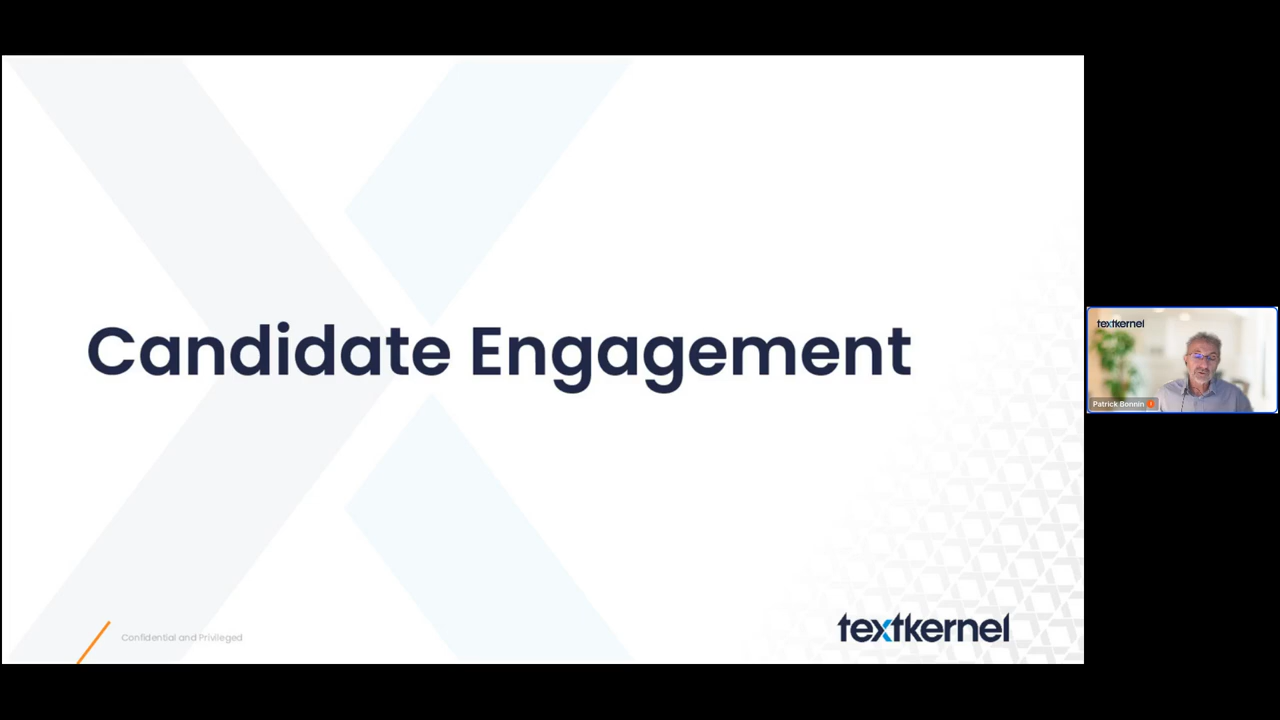 Candidate Engagement
Confidential and Privileged
textkernel
textkernel
Patrick Bonnin